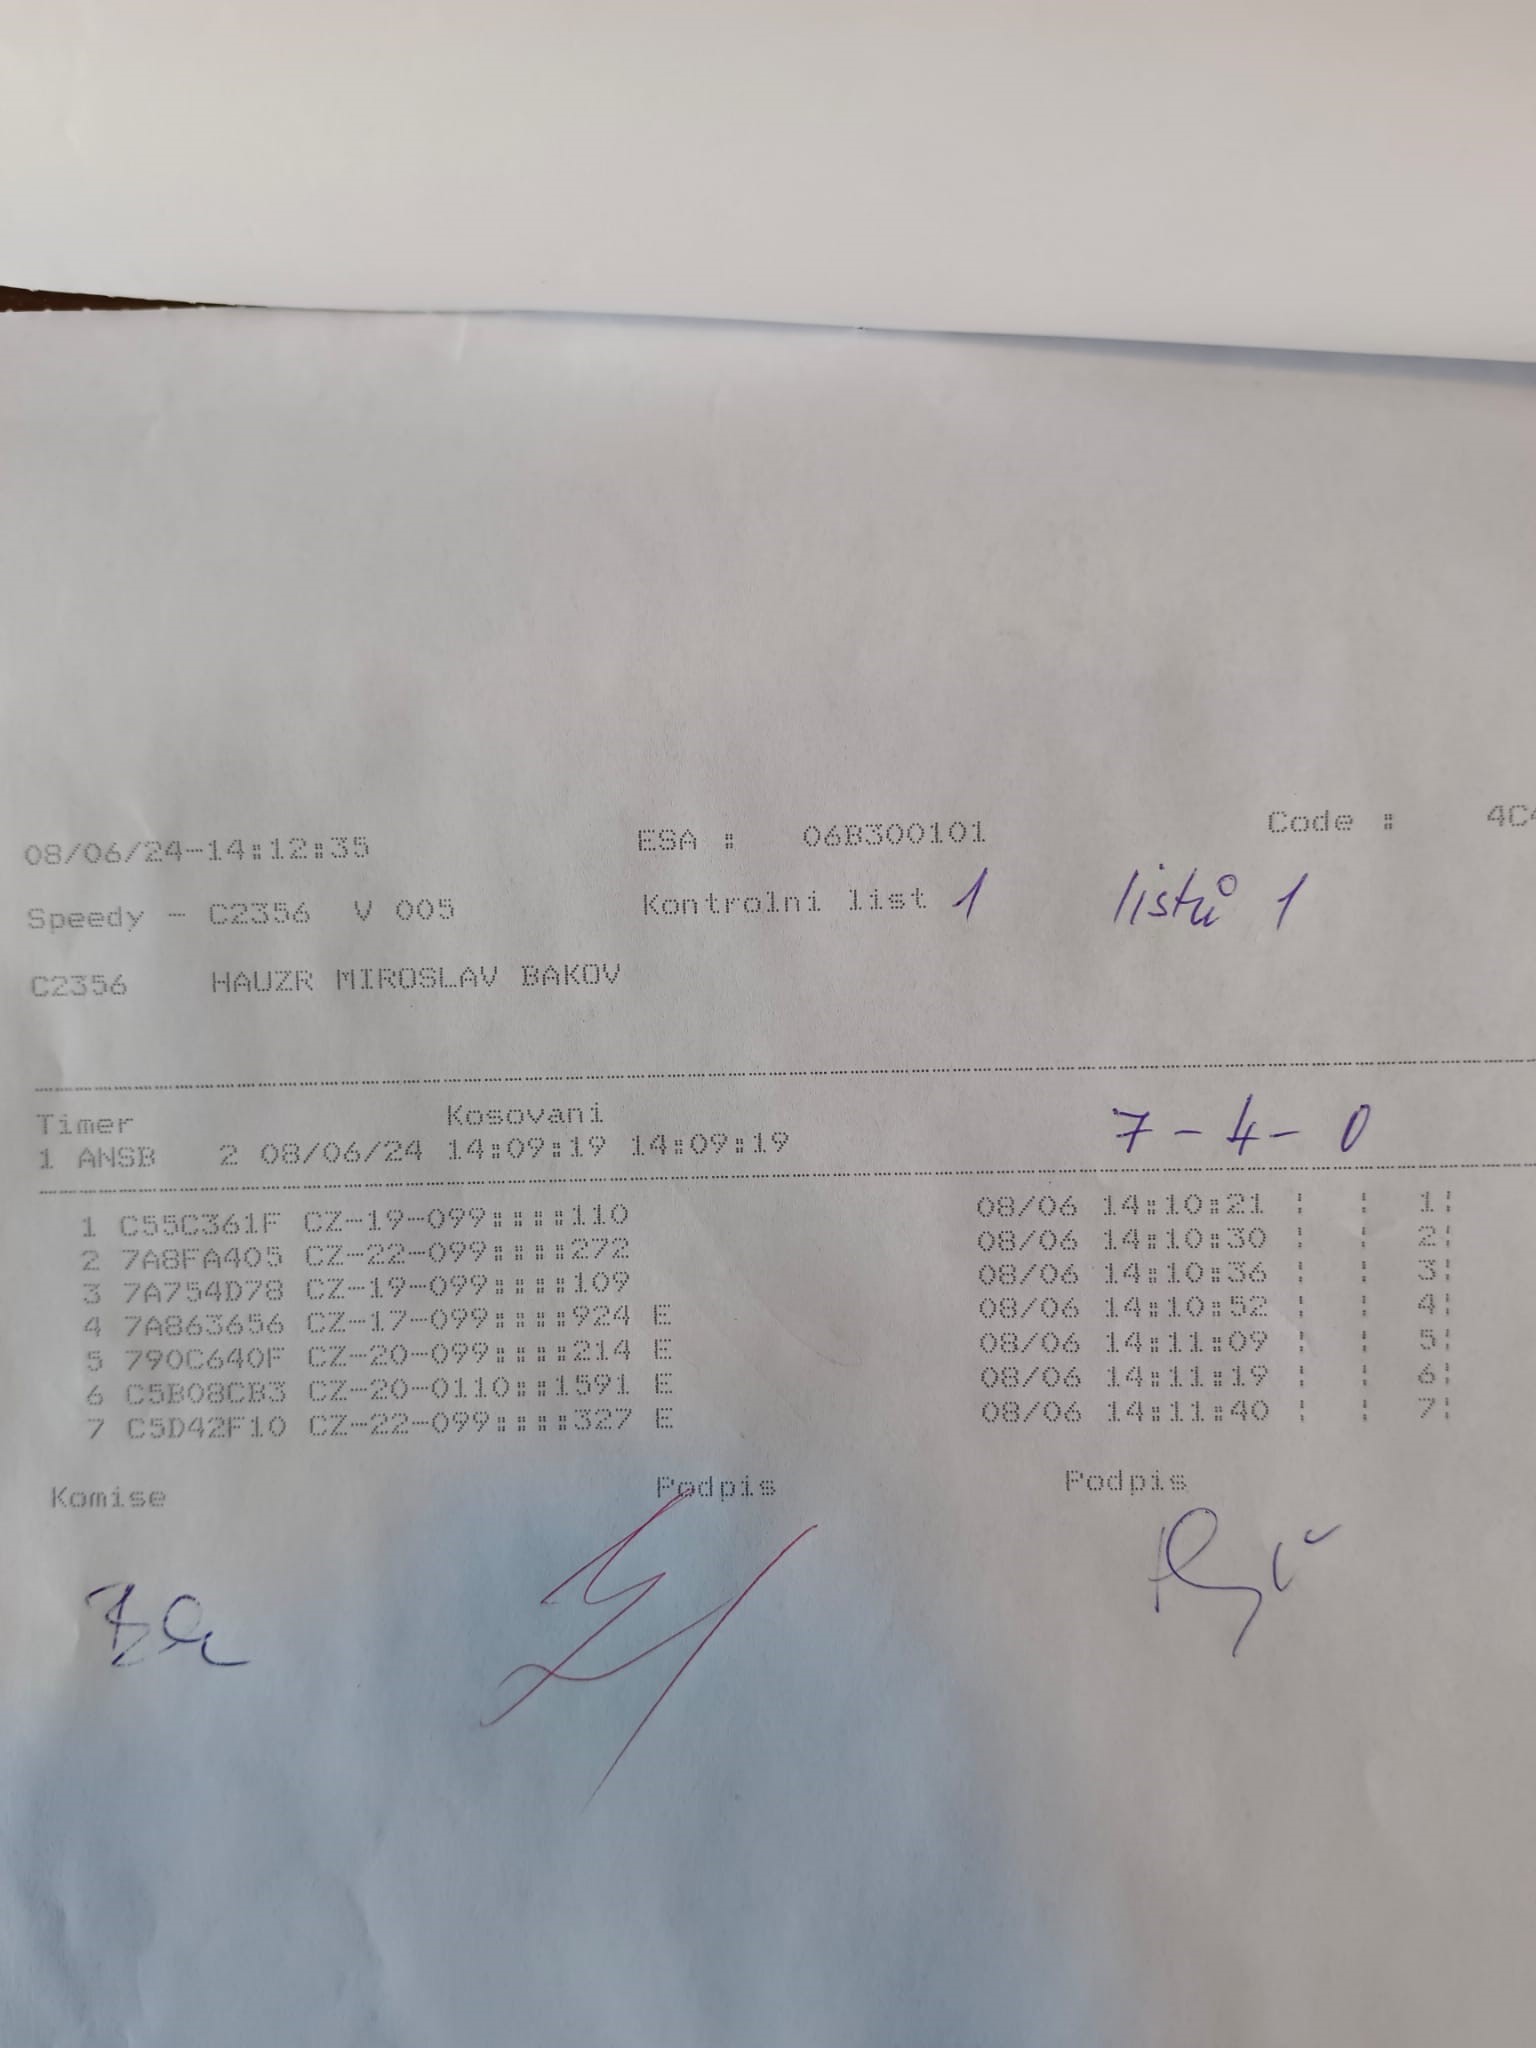 08/06/24-14:12:35 ESA : 06B300101 Code : 4C4
Speedy - C2356 V 005 Kontrolni list 1 listů 1
C2356 HAUZR MIROSLAV BAKOV
Timer Kosovani 7-4-0
1 ANSB 2 08/06/24 14:09:19 14:09:19
1 C55C361F CZ-19-099::::110 08/06 14:10:21 : : 1:
2 7A8FA405 CZ-22-099::::272 08/06 14:10:30 : : 2:
3 7A754D78 CZ-19-099::::109 08/06 14:10:36 : : 3:
4 7A863656 CZ-17-099::::924 E 08/06 14:10:52 : : 4:
5 790C640F CZ-20-099::::214 E 08/06 14:11:09 : : 5:
6 C5B08CB3 CZ-20-0110::1591 E 08/06 14:11:19 : : 6:
7 C5D42F10 CZ-22-099::::327 E 08/06 14:11:40 : : 7:
Komise Podpis Podpis